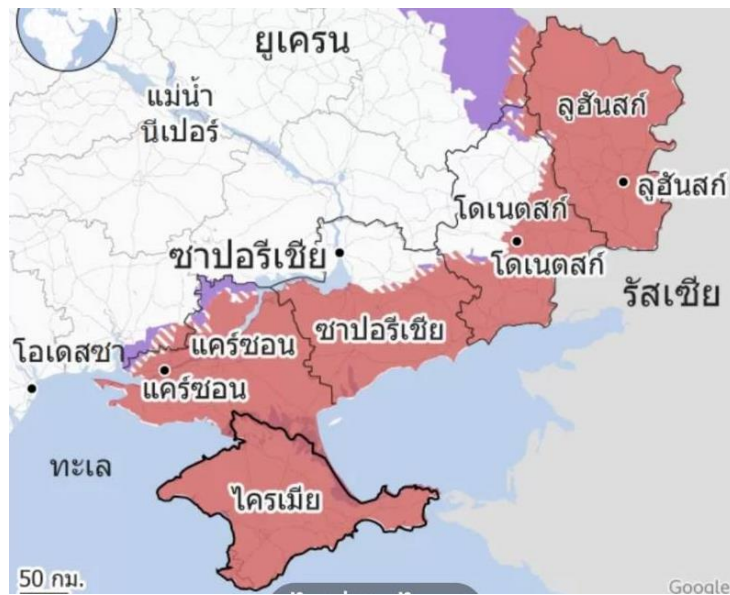 ยูเครน
แม่น้ำ
นีเปอร์
ลูฮันสก์
ลูฮันสก์
โดเนตสก์
โดเนตสก์
ซาปอรีเชีย
รัสเซีย
ซาปอรีเชีย
โอเดสซา
แคร์ซอน
แคร์ซอน
ทะเล
ไครเมีย
50 กม.
Google